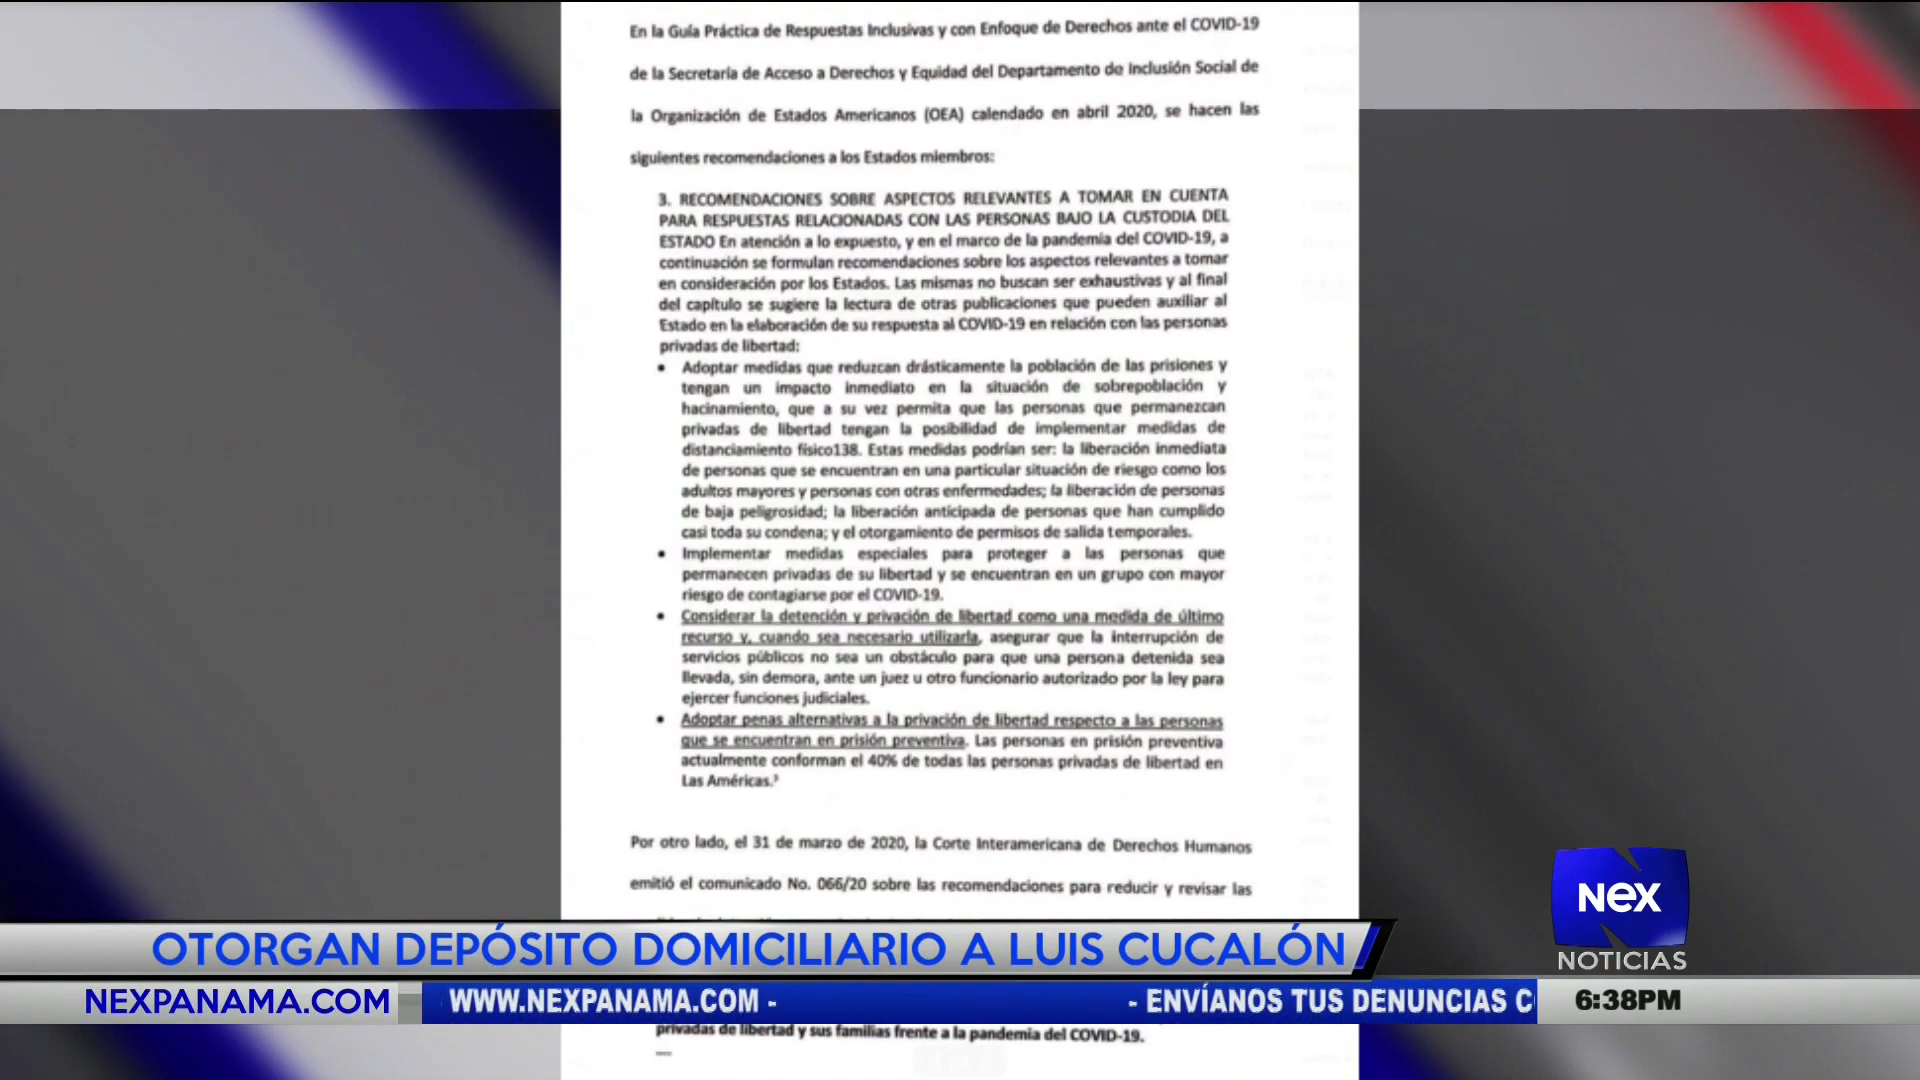 En la Guía Práctica de Respuestas Inclusivas y con Enfoque de Derechos ante el COVID-19
de la Secretaría de Acceso a Derechos y Equidad del Departamento de Inclusión Social de
la Organización de Estados Americanos (OEA) calendado en abril 2020, se hacen las
siguientes recomendaciones a los Estados miembros:
3. RECOMENDACIONES SOBRE ASPECTOS RELEVANTES A TOMAR EN CUENTA
PARA RESPUESTAS RELACIONADAS CON LAS PERSONAS BAJO LA CUSTODIA DEL
ESTADO En atención a lo expuesto, y en el marco de la pandemia del COVID-19, a
continuación se formulan recomendaciones sobre los aspectos relevantes a tomar
en consideración por los Estados. Las mismas no buscan ser exhaustivas y al final
del capítulo se sugiere la lectura de otras publicaciones que pueden auxiliar al
Estado en la elaboración de su respuesta al COVID-19 en relación con las personas
privadas de libertad:
• Adoptar medidas que reduzcan drásticamente la población de las prisiones y
tengan un impacto inmediato en la situación de sobrepoblación y
hacinamiento, que a su vez permita que las personas que permanezcan
privadas de libertad tengan la posibilidad de implementar medidas de
distanciamiento físico138. Estas medidas podrían ser: la liberación inmediata
de personas que se encuentran en una particular situación de riesgo como los
adultos mayores y personas con otras enfermedades; la liberación de personas
de baja peligrosidad; la liberación anticipada de personas que han cumplido
casi toda su condena; y el otorgamiento de permisos de salida temporales.
• Implementar medidas especiales para proteger a las personas que
permanecen privadas de su libertad y se encuentran en un grupo con mayor
riesgo de contagiarse por el COVID-19.
• Considerar la detención y privación de libertad como una medida de último
recurso y, cuando sea necesario utilizarla, asegurar que la interrupción de
servicios públicos no sea un obstáculo para que una persona detenida sea
llevada, sin demora, ante un juez u otro funcionario autorizado por la ley para
ejercer funciones judiciales.
• Adoptar penas alternativas a la privación de libertad respecto a las personas
que se encuentran en prisión preventiva. Las personas en prisión preventiva
actualmente conforman el 40% de todas las personas privadas de libertad en
Las Américas.³
Por otro lado, el 31 de marzo de 2020, la Corte Interamericana de Derechos Humanos
emitió el comunicado No. 066/20 sobre las recomendaciones para reducir y revisar las
OTORGAN DEPÓSITO DOMICILIARIO A LUIS CUCALÓN
NEX
NOTICIAS
NEXPANAMA.COM
WWW.NEXPANAMA.COM -
- ENVÍANOS TUS DENUNCIAS
6:38PM
privadas de libertad y sus familias frente a la pandemia del COVID-19.